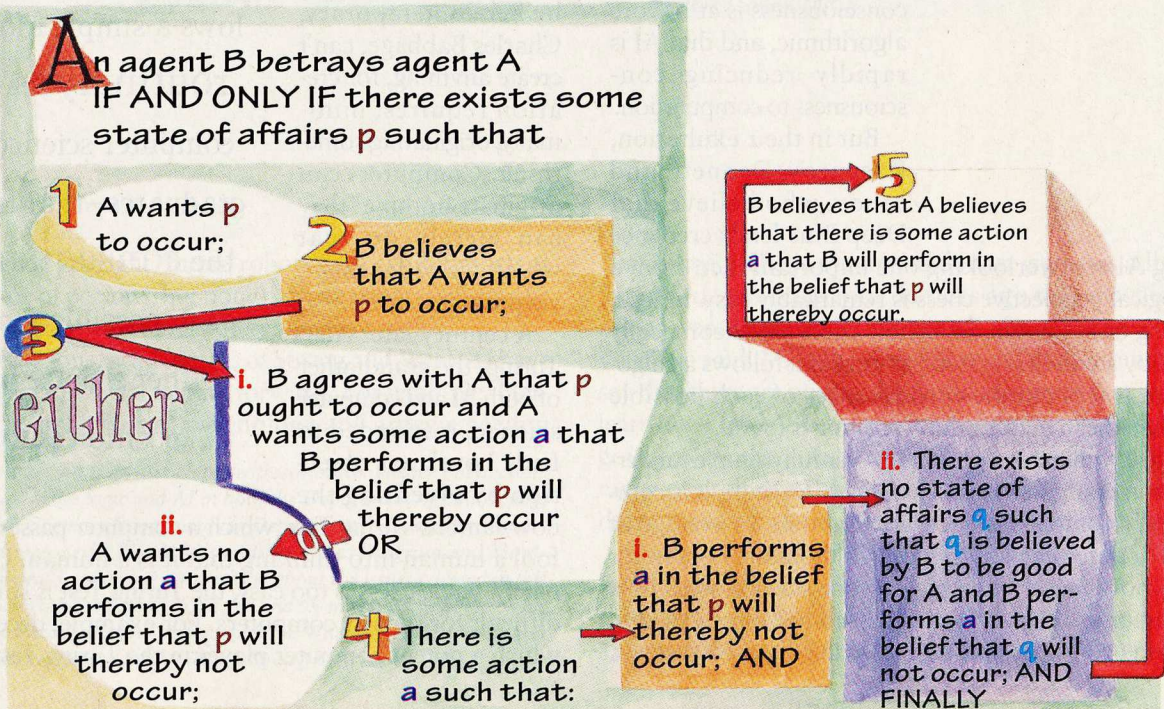 An agent B betrays agent A
IF AND ONLY IF there exists some
state of affairs p such that
1
A wants p
to occur;
2
B believes
that A wants
p to occur;
3
either
i. B agrees with A that p
ought to occur and A
wants some action a that
B performs in the
belief that p will
thereby occur
OR
or
ii.
A wants no
action a that B
performs in the
belief that p will
thereby not
occur;
4
There is
some action
a such that:
i. B performs
a in the belief
that p will
thereby not
occur; AND
ii. There exists
no state of
affairs q such
that q is believed
by B to be good
for A and B per-
forms a in the
belief that q will
not occur; AND
FINALLY
5
B believes that A believes
that there is some action
a that B will perform in
the belief that p will
thereby occur.